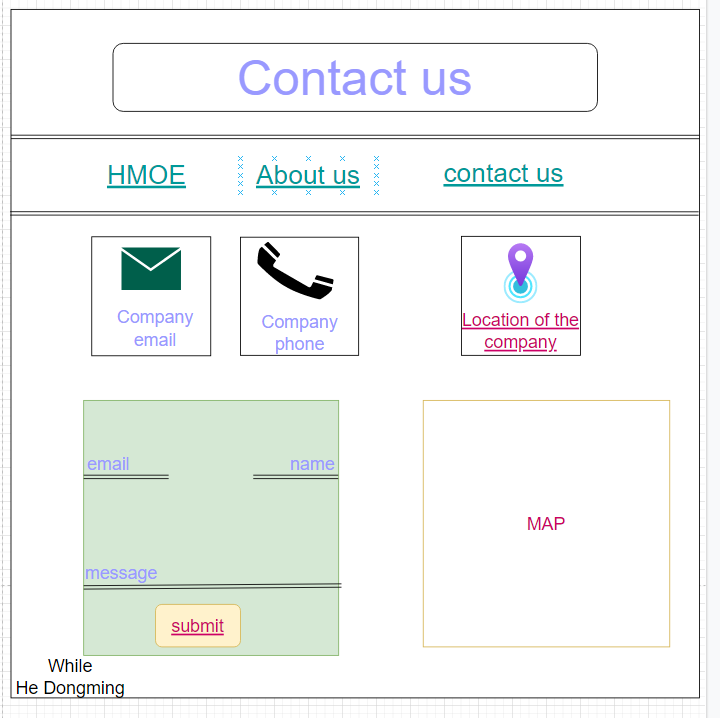 Contact us
HMOE
About us
contact us
Company
email
Company
phone
Location of the
company
email
name
message
submit
MAP
While
He Dongming